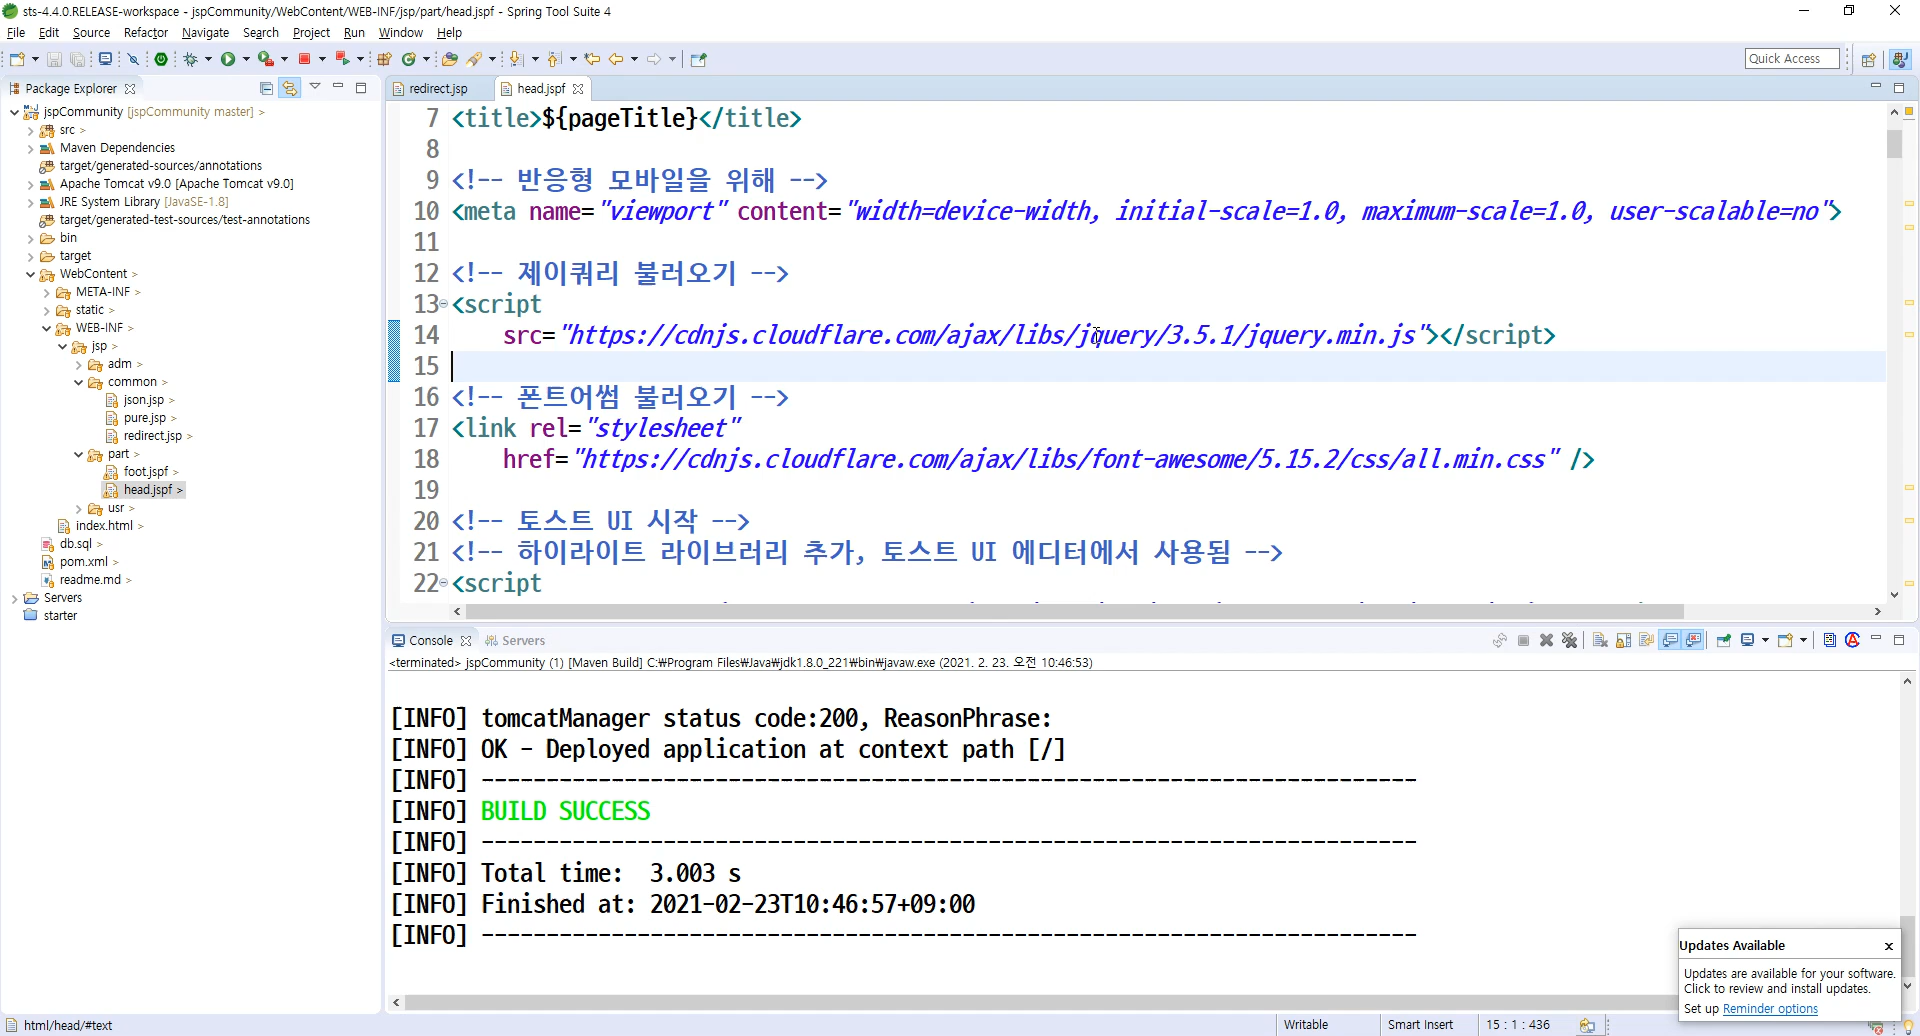 sts-4.4.0.RELEASE-workspace - jspCommunity/WebContent/WEB-INF/jsp/part/head.jspf - Spring Tool Suite 4
File Edit Source Refactor Navigate Search Project Run Window Help
Quick Access
Package Explorer
jspCommunity [jspCommunity master] >
src >
Maven Dependencies
target/generated-sources/annotations
Apache Tomcat v9.0 [Apache Tomcat v9.0]
JRE System Library [JavaSE-1.8]
target/generated-test-sources/test-annotations
bin
target
WebContent >
META-INF >
static >
WEB-INF >
jsp >
adm >
common >
json.jsp >
pure.jsp >
redirect.jsp >
part >
foot.jspf >
head.jspf >
usr >
index.html >
db.sql >
pom.xml >
readme.md >
Servers
starter
redirect.jsp head.jspf
7 <title>${pageTitle}</title>
8
9 <!-- 반응형 모바일을 위해 -->
10 <meta name="viewport" content="width=device-width, initial-scale=1.0, maximum-scale=1.0, user-scalable=no">
11
12 <!-- 제이쿼리 불러오기 -->
13 <script
14 src="https://cdnjs.cloudflare.com/ajax/libs/jquery/3.5.1/jquery.min.js"></script>
15
16 <!-- 폰트어썸 불러오기 -->
17 <link rel="stylesheet"
18 href="https://cdnjs.cloudflare.com/ajax/libs/font-awesome/5.15.2/css/all.min.css" />
19
20 <!-- 토스트 UI 시작 -->
21 <!-- 하이라이트 라이브러리 추가, 토스트 UI 에디터에서 사용됨 -->
22 <script
Console Servers
<terminated> jspCommunity (1) [Maven Build] C:₩Program Files₩Java₩jdk1.8.0_221₩bin₩javaw.exe (2021. 2. 23. 오전 10:46:53)
[INFO] tomcatManager status code:200, ReasonPhrase:
[INFO] OK - Deployed application at context path [/]
[INFO] ------------------------------------------------------------------------
[INFO] BUILD SUCCESS
[INFO] ------------------------------------------------------------------------
[INFO] Total time:  3.003 s
[INFO] Finished at: 2021-02-23T10:46:57+09:00
[INFO] ------------------------------------------------------------------------
Updates Available
Updates are available for your software.
Click to review and install updates.
Set up Reminder options
html/head/#text
Writable
Smart Insert
15 : 1 : 436